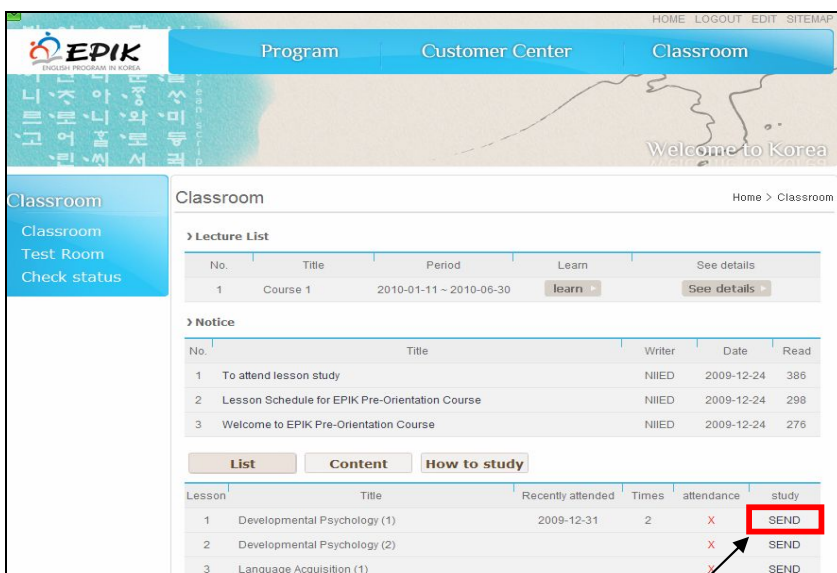 HOME LOGOUT EDIT SITEMAP
EPIK
ENGLISH PROGRAM IN KOREA
Program Customer Center Classroom
Welcome to Korea
Classroom
Classroom
Test Room
Check status
Classroom
Home > Classroom
Lecture List
No. Title Period Learn See details
1 Course 1 2010-01-11 ~ 2010-06-30 learn See details
Notice
No. Title Writer Date Read
1 To attend lesson study NIIED 2009-12-24 386
2 Lesson Schedule for EPIK Pre-Orientation Course NIIED 2009-12-24 298
3 Welcome to EPIK Pre-Orientation Course NIIED 2009-12-24 276
List Content How to study
Lesson Title Recently attended Times attendance study
1 Developmental Psychology (1) 2009-12-31 2 X SEND
2 Developmental Psychology (2) X SEND
3 Language Acquisition (1) X SEND